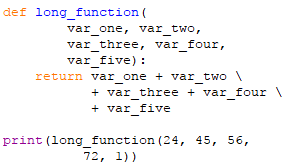 def long_function(
        var_one, var_two,
        var_three, var_four,
        var_five):
    return var_one + var_two \
           + var_three + var_four \
           + var_five

print(long_function(24, 45, 56,
          72, 1))